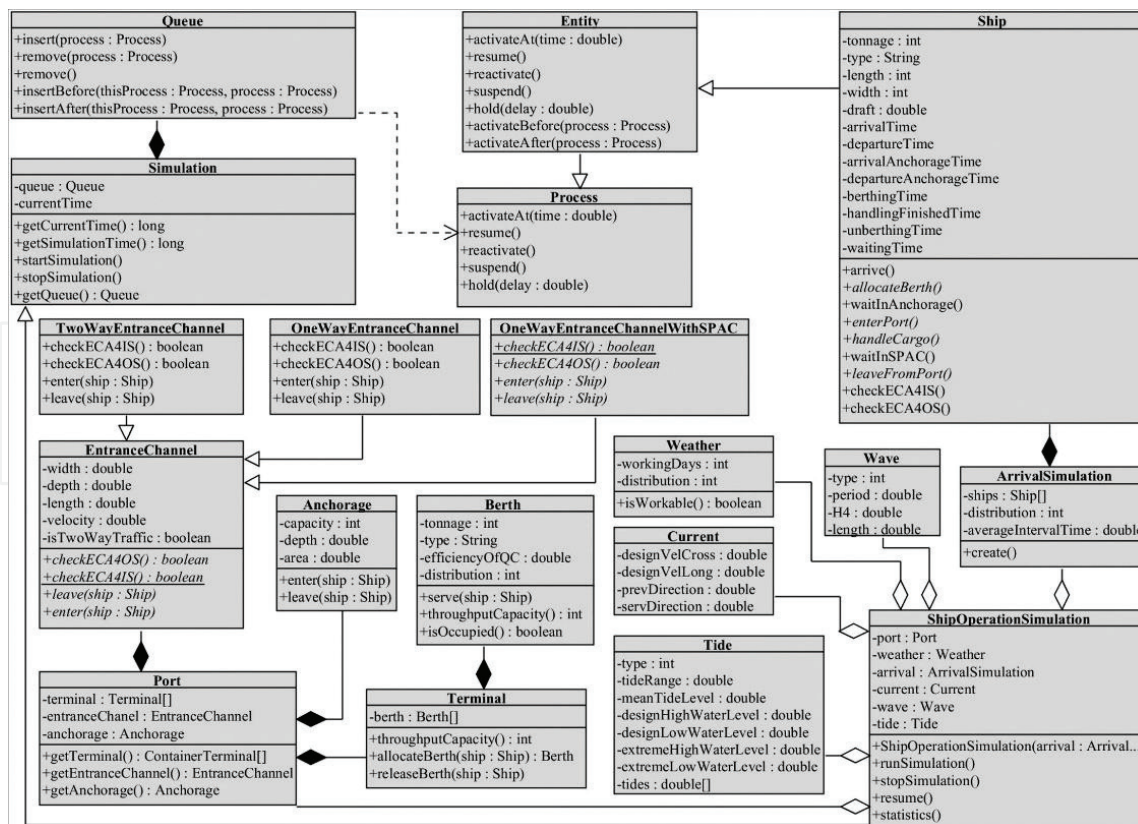 Queue
+insert(process : Process)
+remove(process : Process)
+remove()
+insertBefore(thisProcess : Process, process : Process)
+insertAfter(thisProcess : Process, process : Process)
Entity
+activateAt(time : double)
+resume()
+reactivate()
+suspend()
+hold(delay : double)
+activateBefore(process : Process)
+activateAfter(process : Process)
Ship
-tonnage : int
-type : String
-length : int
-width : int
-draft : double
-arrivalTime
-departureTime
-arrivalAnchorageTime
-departureAnchorageTime
-berthingTime
-handlingFinishedTime
-unberthingTime
-waitingTime
+arrive()
+allocateBerth()
+waitInAnchorage()
+enterPort()
+handleCargo()
+waitInSPAC()
+leaveFromPort()
+checkECA4IS()
+checkECA4OS()
Simulation
-queue : Queue
-currentTime
+getCurrentTime() : long
+getSimulationTime() : long
+startSimulation()
+stopSimulation()
+getQueue() : Queue
Process
+activateAt(time : double)
+resume()
+reactivate()
+suspend()
+hold(delay : double)
TwoWayEntranceChannel
+checkECA4IS() : boolean
+checkECA4OS() : boolean
+enter(ship : Ship)
+leave(ship : Ship)
OneWayEntranceChannel
+checkECA4IS() : boolean
+checkECA4OS() : boolean
+enter(ship : Ship)
+leave(ship : Ship)
OneWayEntranceChannelWithSPAC
+checkECA4IS() : boolean
+checkECA4OS() : boolean
+enter(ship : Ship)
+leave(ship : Ship)
EntranceChannel
-width : double
-depth : double
-length : double
-velocity : double
-isTwoWayTraffic : boolean
+checkECA4OS() : boolean
+checkECA4IS() : boolean
+leave(ship : Ship)
+enter(ship : Ship)
Anchorage
-capacity : int
-depth : double
-area : double
+enter(ship : Ship)
+leave(ship : Ship)
Berth
-tonnage : int
-type : String
-efficiencyOfQC : double
-distribution : int
+serve(ship : Ship)
+throughputCapacity() : int
+isOccupied() : boolean
Weather
-workingDays : int
-distribution : int
+isWorkable() : boolean
Wave
-type : int
-period : double
-H4 : double
-length : double
ArrivalSimulation
-ships : Ship[]
-distribution : int
-averageIntervalTime : double
+create()
Current
-designVelCross : double
-designVelLong : double
-prevDirection : double
-servDirection : double
Port
-terminal : Terminal[]
-entranceChanel : EntranceChannel
-anchorage : Anchorage
+getTerminal() : ContainerTerminal[]
+getEntranceChannel() : EntranceChannel
+getAnchorage() : Anchorage
Terminal
-berth : Berth[]
+throughputCapacity() : int
+allocateBerth(ship : Ship) : Berth
+releaseBerth(ship : Ship)
Tide
-type : int
-tideRange : double
-meanTideLevel : double
-designHighWaterLevel : double
-designLowWaterLevel : double
-extremeHighWaterLevel : double
-extremeLowWaterLevel : double
-tides : double[]
ShipOperationSimulation
-port : Port
-weather : Weather
-arrival : ArrivalSimulation
-current : Current
-wave : Wave
-tide : Tide
+ShipOperationSimulation(arrival : Arrival...
+runSimulation()
+stopSimulation()
+resume()
+statistics()